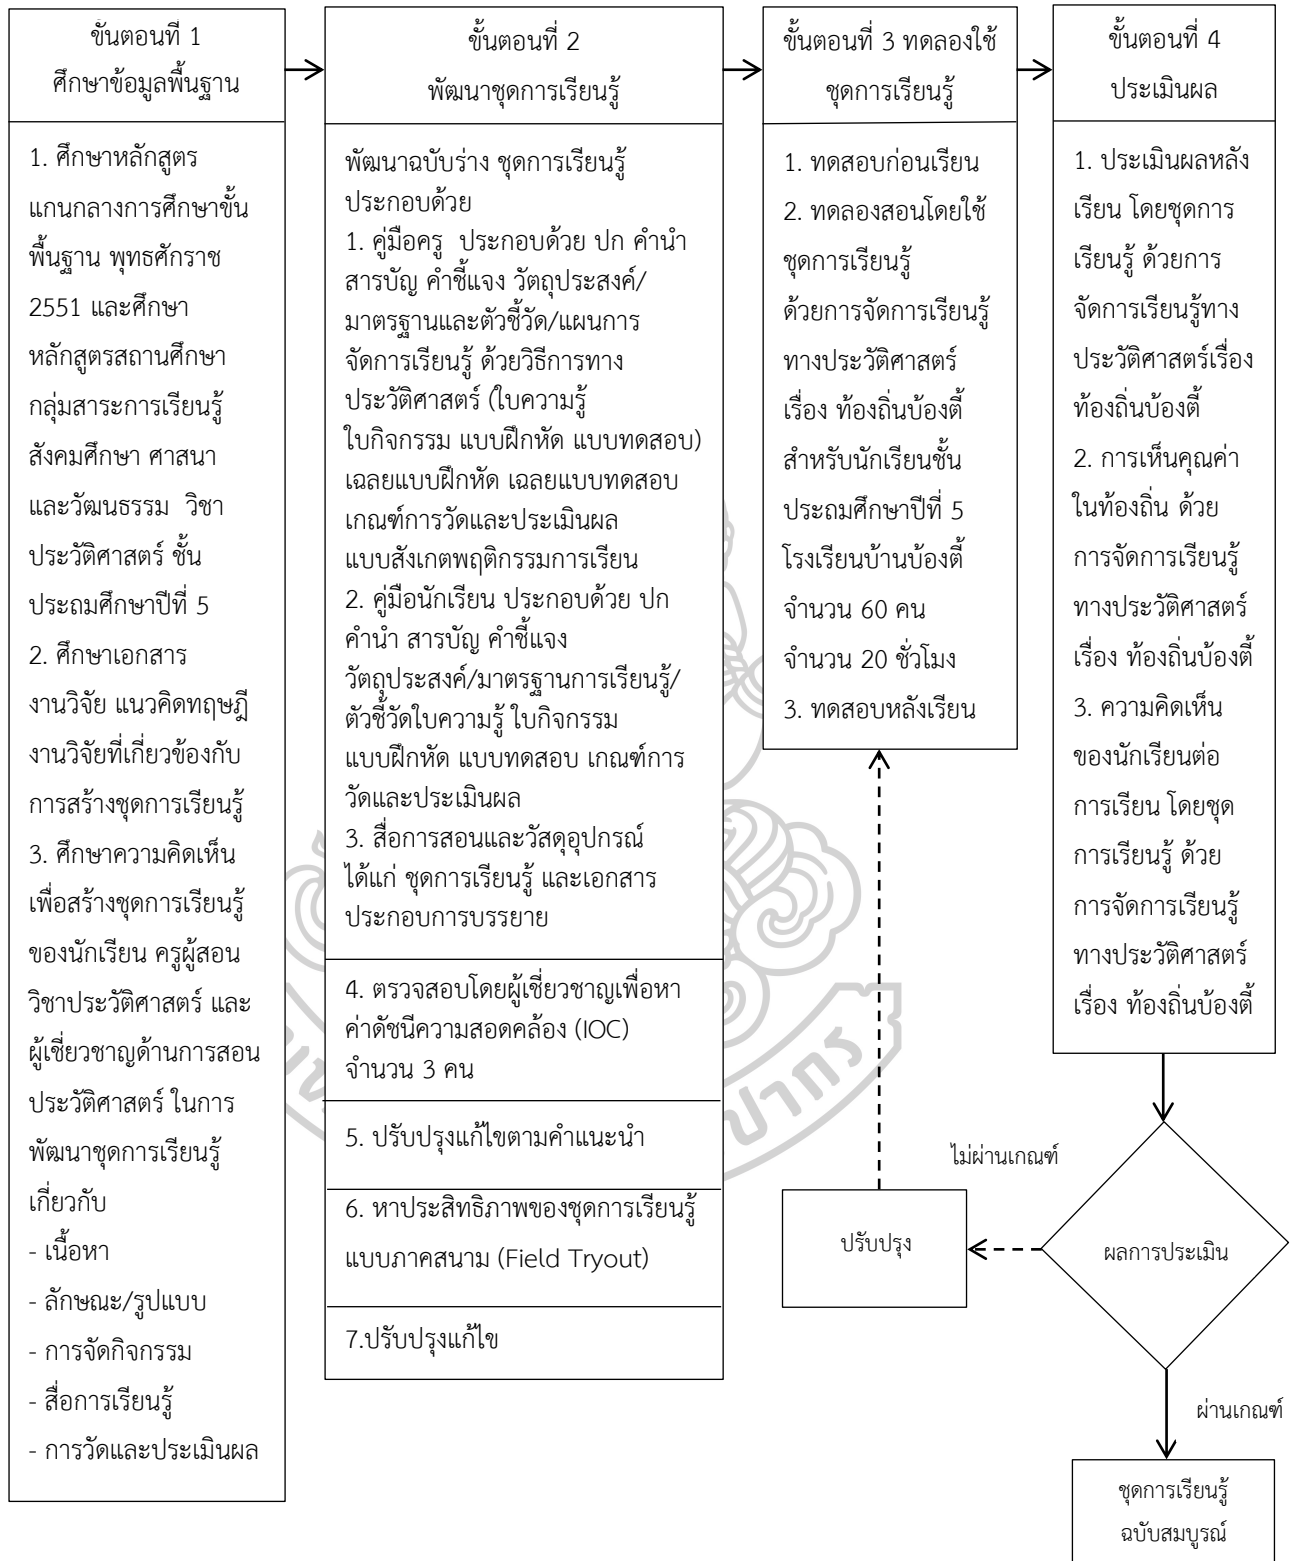 ขั้นตอนที่ 1
ศึกษาข้อมูลพื้นฐาน
1. ศึกษาหลักสูตร
แกนกลางการศึกษาขั้น
พื้นฐาน พุทธศักราช
2551 และศึกษา
หลักสูตรสถานศึกษา
กลุ่มสาระการเรียนรู้
สังคมศึกษา ศาสนา
และวัฒนธรรม วิชา
ประวัติศาสตร์ ชั้น
ประถมศึกษาปีที่ 5
2. ศึกษาเอกสาร
งานวิจัย แนวคิดทฤษฎี
งานวิจัยที่เกี่ยวข้องกับ
การสร้างชุดการเรียนรู้
3. ศึกษาความคิดเห็น
เพื่อสร้างชุดการเรียนรู้
ของนักเรียน ครูผู้สอน
วิชาประวัติศาสตร์ และ
ผู้เชี่ยวชาญด้านการสอน
ประวัติศาสตร์ ในการ
พัฒนาชุดการเรียนรู้
เกี่ยวกับ
- เนื้อหา
- ลักษณะ/รูปแบบ
- การจัดกิจกรรม
- สื่อการเรียนรู้
- การวัดและประเมินผล
ขั้นตอนที่ 2
พัฒนาชุดการเรียนรู้
พัฒนาฉบับร่าง ชุดการเรียนรู้
ประกอบด้วย
1. คู่มือครู ประกอบด้วย ปก คำนำ
สารบัญ คำชี้แจง วัตถุประสงค์/
มาตรฐานและตัวชี้วัด/แผนการ
จัดการเรียนรู้ ด้วยวิธีการทาง
ประวัติศาสตร์ (ใบความรู้
ใบกิจกรรม แบบฝึกหัด แบบทดสอบ)
เฉลยแบบฝึกหัด เฉลยแบบทดสอบ
เกณฑ์การวัดและประเมินผล
แบบสังเกตพฤติกรรมการเรียน
2. คู่มือนักเรียน ประกอบด้วย ปก
คำนำ สารบัญ คำชี้แจง
วัตถุประสงค์/มาตรฐานการเรียนรู้/
ตัวชี้วัดใบความรู้ ใบกิจกรรม
แบบฝึกหัด แบบทดสอบ เกณฑ์การ
วัดและประเมินผล
3. สื่อการสอนและวัสดุอุปกรณ์
ได้แก่ ชุดการเรียนรู้ และเอกสาร
ประกอบการบรรยาย
4. ตรวจสอบโดยผู้เชี่ยวชาญเพื่อหา
ค่าดัชนีความสอดคล้อง (IOC)
จำนวน 3 คน
5. ปรับปรุงแก้ไขตามคำแนะนำ
6. หาประสิทธิภาพของชุดการเรียนรู้
แบบภาคสนาม (Field Tryout)
7.ปรับปรุงแก้ไข
ขั้นตอนที่ 3 ทดลองใช้
ชุดการเรียนรู้
1. ทดสอบก่อนเรียน
2. ทดลองสอนโดยใช้
ชุดการเรียนรู้
ด้วยการจัดการเรียนรู้
ทางประวัติศาสตร์
เรื่อง ท้องถิ่นบ้องตี้
สำหรับนักเรียนชั้น
ประถมศึกษาปีที่ 5
โรงเรียนบ้านบ้องตี้
จำนวน 60 คน
จำนวน 20 ชั่วโมง
3. ทดสอบหลังเรียน
ขั้นตอนที่ 4
ประเมินผล
1. ประเมินผลหลัง
เรียน โดยชุดการ
เรียนรู้ ด้วยการ
จัดการเรียนรู้ทาง
ประวัติศาสตร์เรื่อง
ท้องถิ่นบ้องตี้
2. การเห็นคุณค่า
ในท้องถิ่น ด้วย
การจัดการเรียนรู้
ทางประวัติศาสตร์
เรื่อง ท้องถิ่นบ้องตี้
3. ความคิดเห็น
ของนักเรียนต่อ
การเรียน โดยชุด
การเรียนรู้ ด้วย
การจัดการเรียนรู้
ทางประวัติศาสตร์
เรื่อง ท้องถิ่นบ้องตี้
ไม่ผ่านเกณฑ์
ปรับปรุง
ผลการประเมิน
ผ่านเกณฑ์
ชุดการเรียนรู้
ฉบับสมบูรณ์